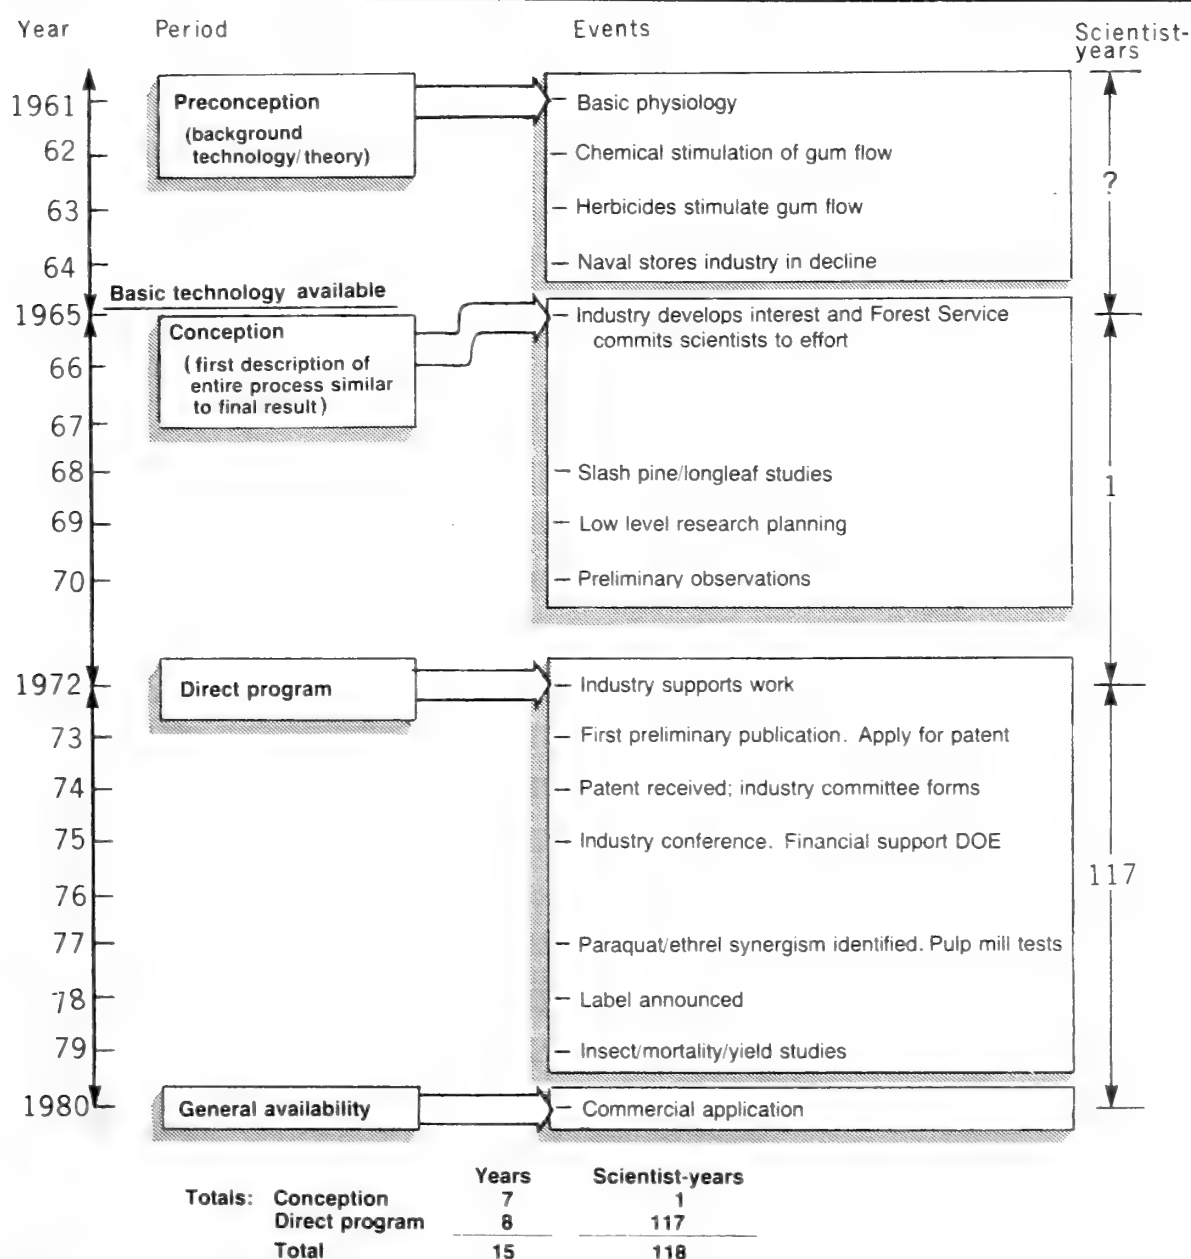 Year Period Events Scientist-
years
1961 Preconception – Basic physiology
(background
technology/theory)
62 – Chemical stimulation of gum flow
?
63 – Herbicides stimulate gum flow
64 – Naval stores industry in decline
Basic technology available
1965 – Industry develops interest and Forest Service
commits scientists to effort
Conception
(first description of
entire process similar
to final result)
66
67
68 – Slash pine/longleaf studies
1
69 – Low level research planning
70 – Preliminary observations
1972 Direct program – Industry supports work
73 – First preliminary publication. Apply for patent
74 – Patent received; industry committee forms
75 – Industry conference. Financial support DOE
117
76
77 – Paraquat/ethrel synergism identified. Pulp mill tests
78 – Label announced
79 – Insect/mortality/yield studies
1980 General availability – Commercial application
Years Scientist-years
Totals: Conception 7 1
Direct program 8 117
Total 15 118